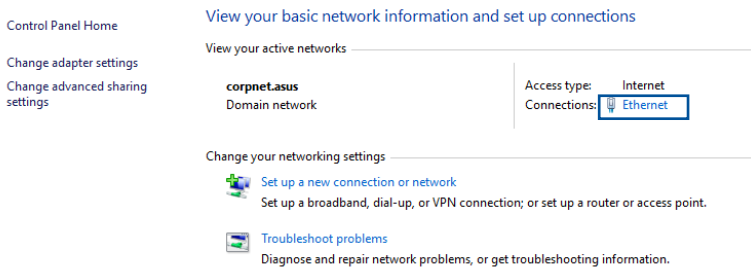 Control Panel Home
Change adapter settings
Change advanced sharing
settings
View your basic network information and set up connections
View your active networks
corpnet.asus
Domain network
Access type: Internet
Connections: Ethernet
Change your networking settings
Set up a new connection or network
Set up a broadband, dial-up, or VPN connection; or set up a router or access point.
Troubleshoot problems
Diagnose and repair network problems, or get troubleshooting information.